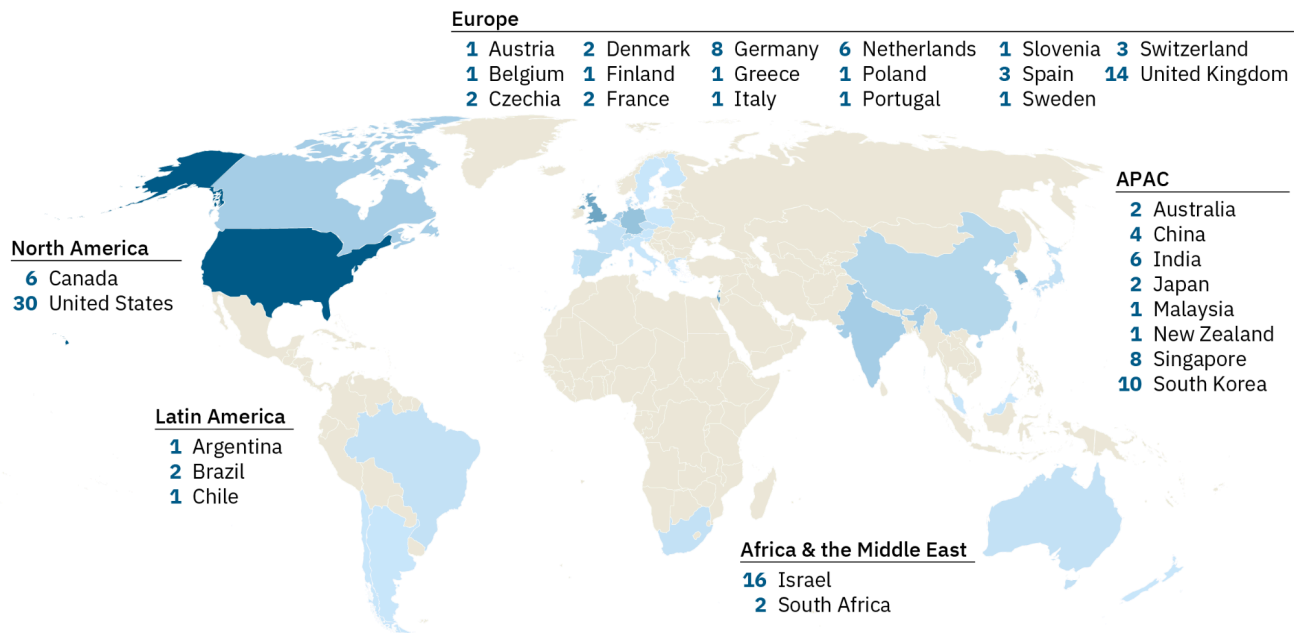 Europe
1 Austria 2 Denmark 8 Germany 6 Netherlands 1 Slovenia 3 Switzerland
1 Belgium 1 Finland 1 Greece 1 Poland 3 Spain 14 United Kingdom
2 Czechia 2 France 1 Italy 1 Portugal 1 Sweden
APAC
2 Australia
4 China
6 India
2 Japan
1 Malaysia
1 New Zealand
8 Singapore
10 South Korea
North America
6 Canada
30 United States
Latin America
1 Argentina
2 Brazil
1 Chile
Africa & the Middle East
16 Israel
2 South Africa